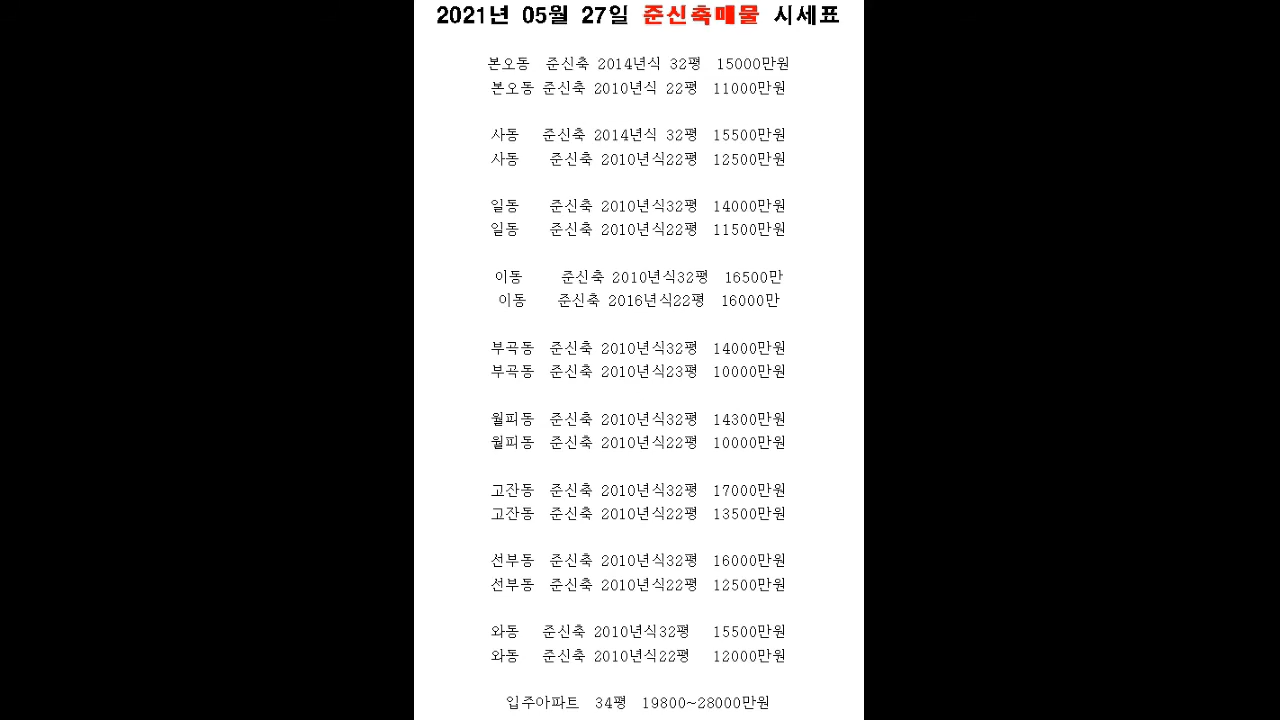 2021년 05월 27일 준신축매물 시세표
본오동 준신축 2014년식 32평 15000만원
본오동 준신축 2010년식 22평 11000만원
사동 준신축 2014년식 32평 15500만원
사동 준신축 2010년식22평 12500만원
일동 준신축 2010년식32평 14000만원
일동 준신축 2010년식22평 11500만원
이동 준신축 2010년식32평 16500만
이동 준신축 2016년식22평 16000만
부곡동 준신축 2010년식32평 14000만원
부곡동 준신축 2010년식23평 10000만원
월피동 준신축 2010년식32평 14300만원
월피동 준신축 2010년식22평 10000만원
고잔동 준신축 2010년식32평 17000만원
고잔동 준신축 2010년식22평 13500만원
선부동 준신축 2010년식32평 16000만원
선부동 준신축 2010년식22평 12500만원
와동 준신축 2010년식32평 15500만원
와동 준신축 2010년식22평 12000만원
입주아파트 34평 19800~28000만원